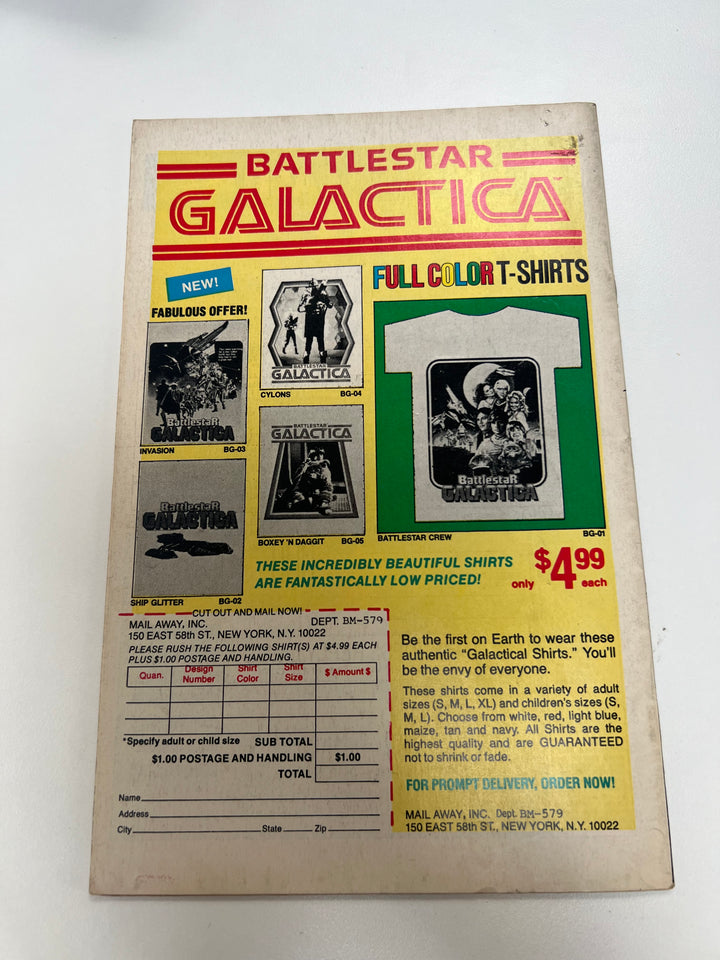 BATTLESTAR
GALACTICA
NEW!
FABULOUS OFFER!
FULL COLOR T-SHIRTS
BattlestaR
GALACTICA
INVASION BG-03
BATTLESTAR
GALACTICA
CYLONS BG-04
BattlestaR
GALACTICA
SHIP GLITTER BG-02
BATTLESTAR
GALACTICA
BOXEY 'N DAGGIT BG-05
BattlestaR
GALACTICA
BATTLESTAR CREW BG-01
THESE INCREDIBLY BEAUTIFUL SHIRTS
ARE FANTASTICALLY LOW PRICED!
only $4.99 each
CUT OUT AND MAIL NOW!
MAIL AWAY, INC. DEPT. BM-579
150 EAST 58th ST., NEW YORK, N.Y. 10022
PLEASE RUSH THE FOLLOWING SHIRT(S) AT $4.99 EACH
PLUS $1.00 POSTAGE AND HANDLING.
Quan. Design Number Shirt Color Shirt Size $ Amount $
*Specify adult or child size SUB TOTAL
$1.00 POSTAGE AND HANDLING $1.00
TOTAL
Name
Address
City State Zip
Be the first on Earth to wear these
authentic "Galactical Shirts." You'll
be the envy of everyone.
These shirts come in a variety of adult
sizes (S, M, L, XL) and children's sizes (S,
M, L). Choose from white, red, light blue,
maize, tan and navy. All Shirts are the
highest quality and are GUARANTEED
not to shrink or fade.
FOR PROMPT DELIVERY, ORDER NOW!
MAIL AWAY, INC. Dept. BM-579
150 EAST 58th ST., NEW YORK, N.Y. 10022